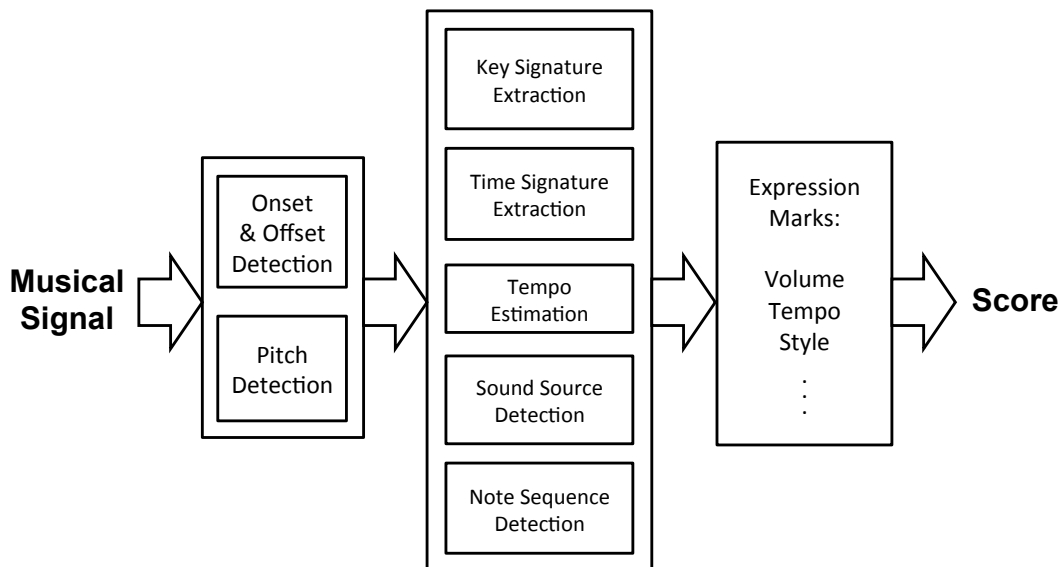 Musical
Signal
Onset
& Offset
Detection
Pitch
Detection
Key Signature
Extraction
Time Signature
Extraction
Tempo
Estimation
Sound Source
Detection
Note Sequence
Detection
Expression
Marks:
Volume
Tempo
Style
.
.
.
Score